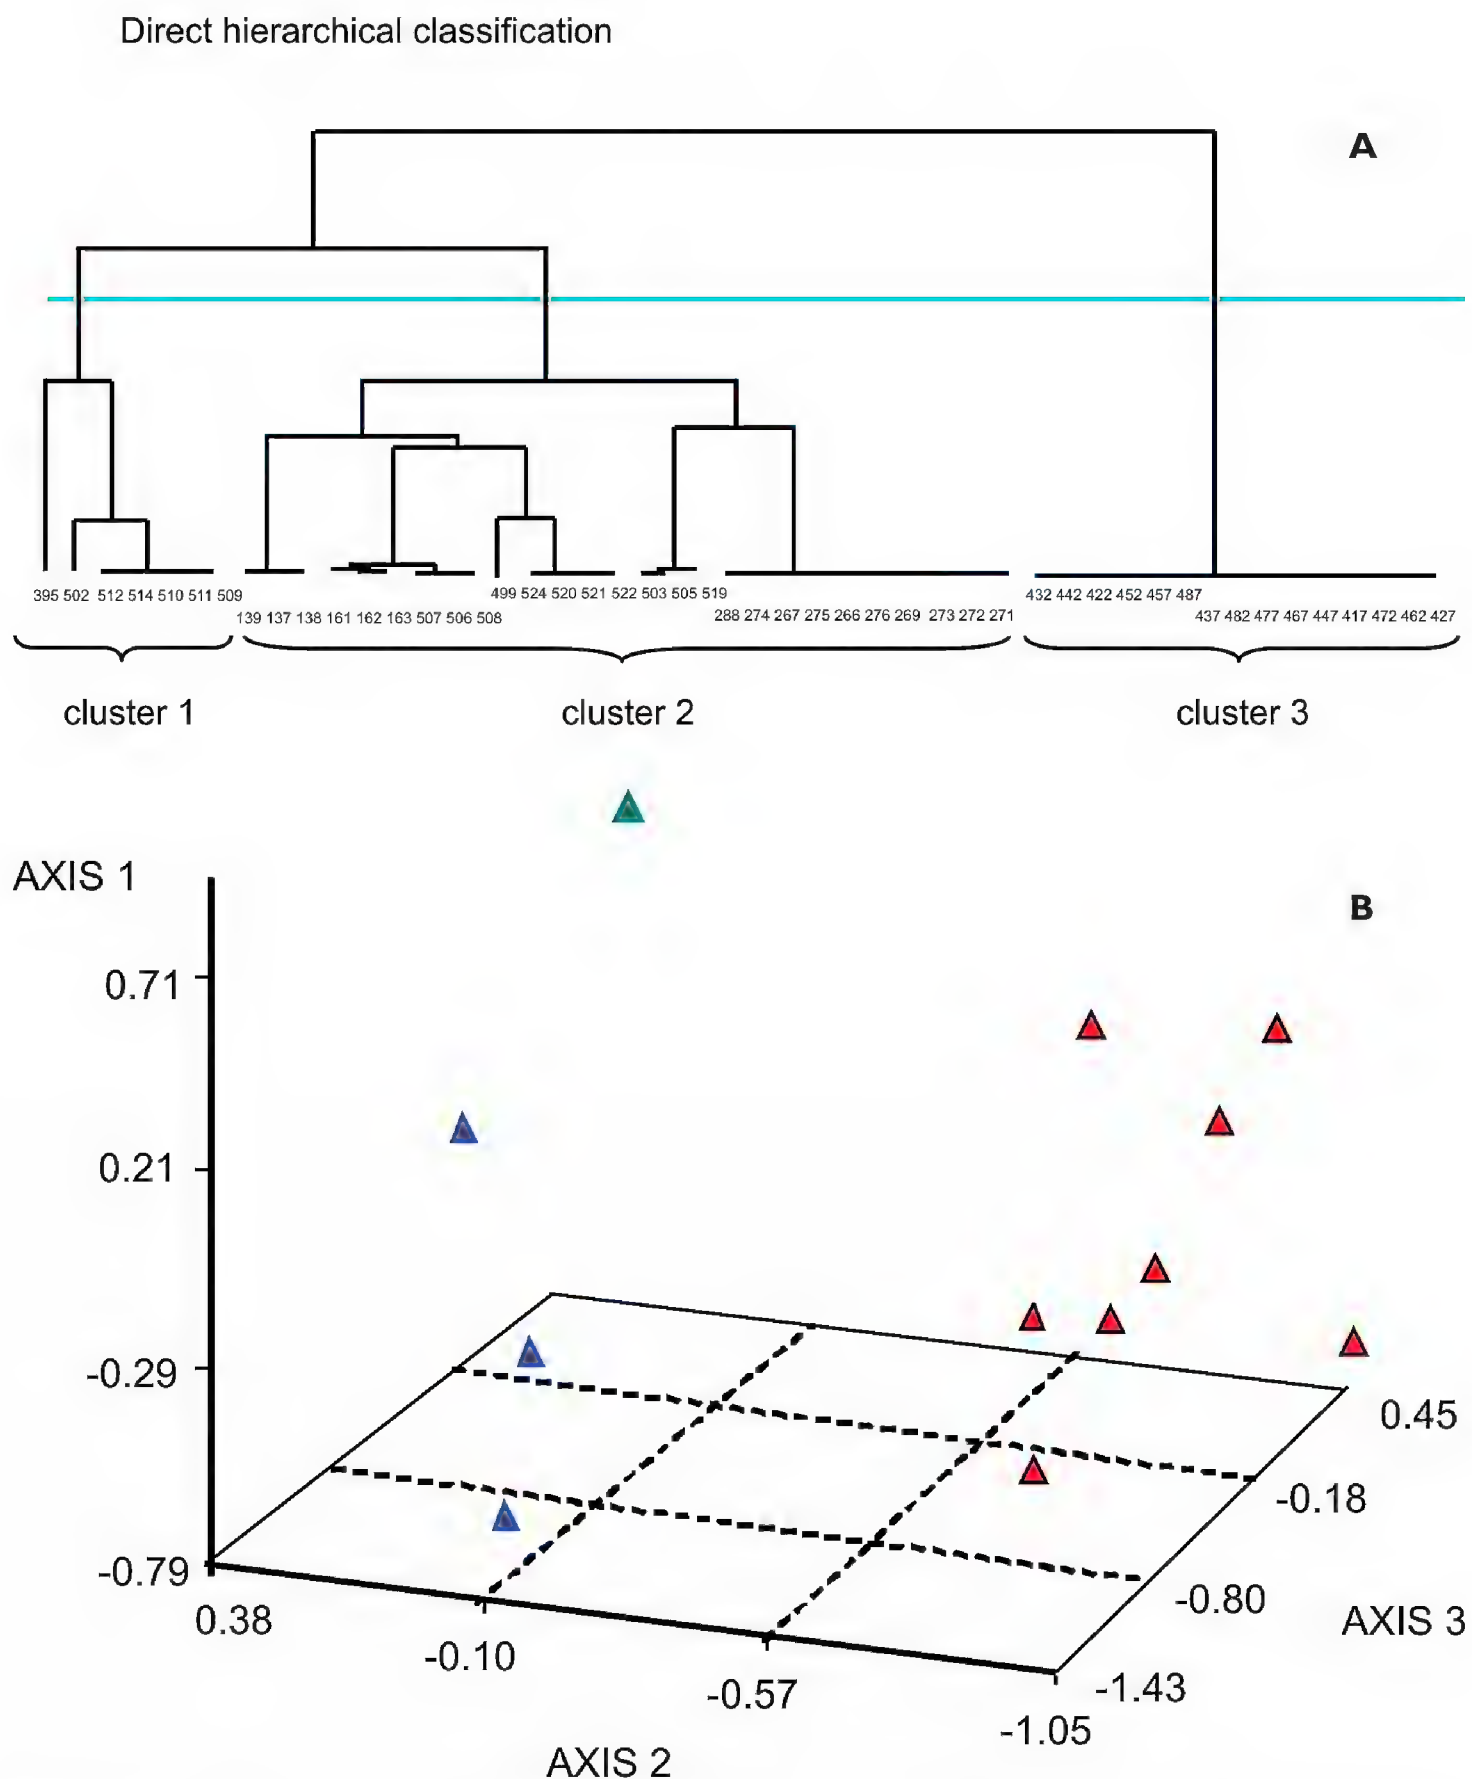 Direct hierarchical classification
A
395 502 512 514 510 511 509
499 524 520 521 522 503 505 519
432 442 422 452 457 487
139 137 138 161 162 163 507 506 508
288 274 267 275 266 276 269 273 272 271
437 482 477 467 447 417 472 462 427
cluster 1
cluster 2
cluster 3
AXIS 1
B
0.71
0.21
-0.29
-0.79
0.38
-0.10
-0.57
-1.05
AXIS 2
0.45
-0.18
-0.80
-1.43
AXIS 3